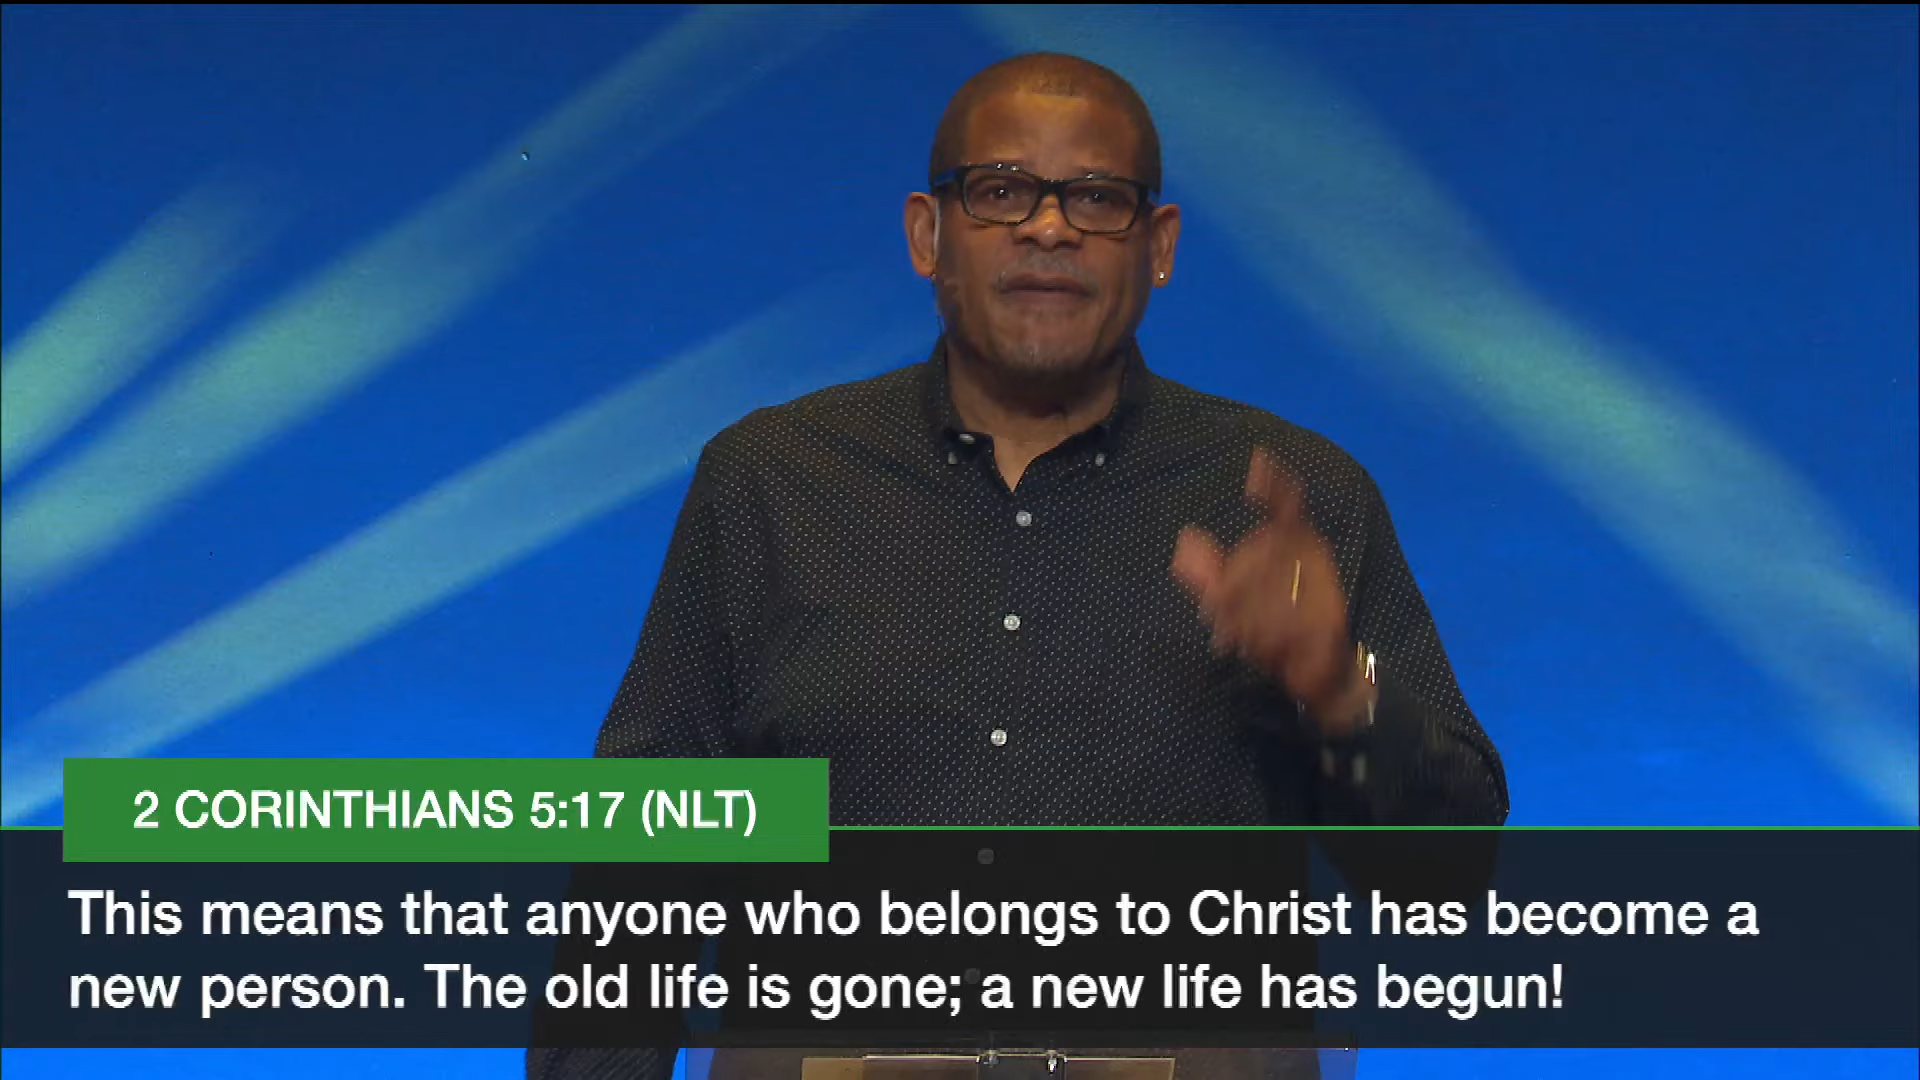 2 CORINTHIANS 5:17 (NLT)
This means that anyone who belongs to Christ has become a
new person. The old life is gone; a new life has begun!